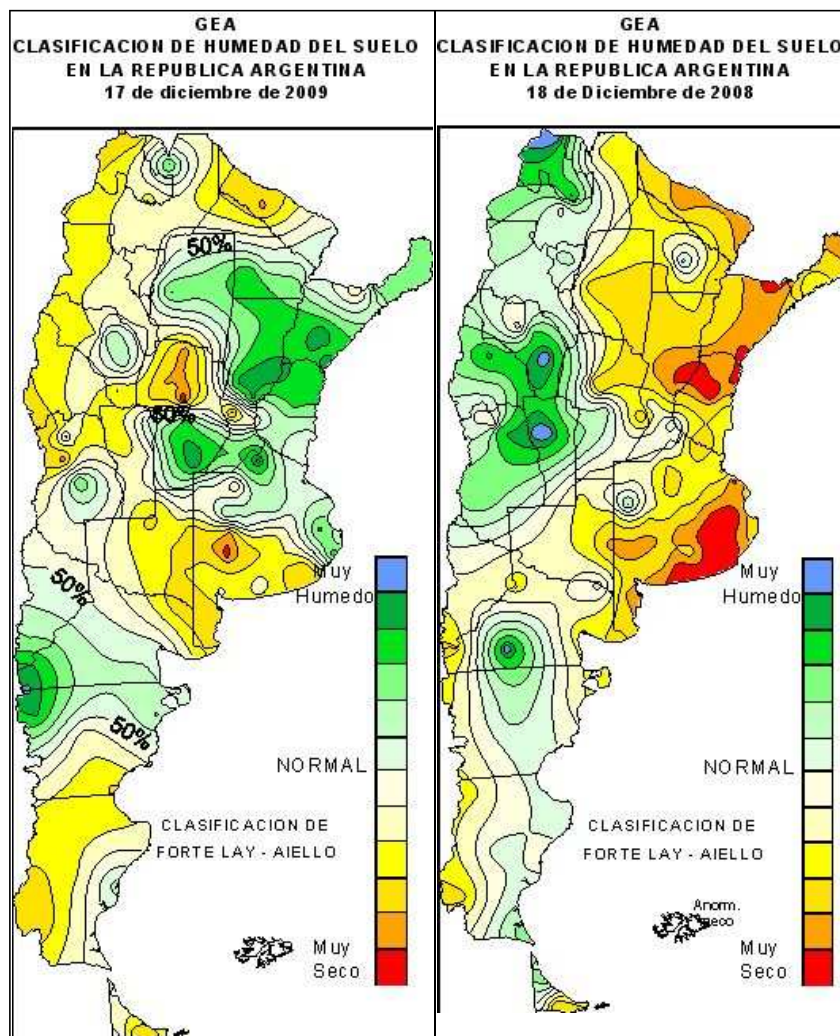 GEA
CLASIFICACION DE HUMEDAD DEL SUELO
EN LA REPUBLICA ARGENTINA
17 de diciembre de 2009
50%
50%
50%
50%
Muy
Humedo
NORMAL
CLASIFICACION DE
FORTE LAY - AIELLO
Muy
Seco
GEA
CLASIFICACION DE HUMEDAD DEL SUELO
EN LA REPUBLICA ARGENTINA
18 de Diciembre de 2008
Muy
Humedo
NORMAL
CLASIFICACION DE
FORTE LAY - AIELLO
Anorm.
Muy
Seco